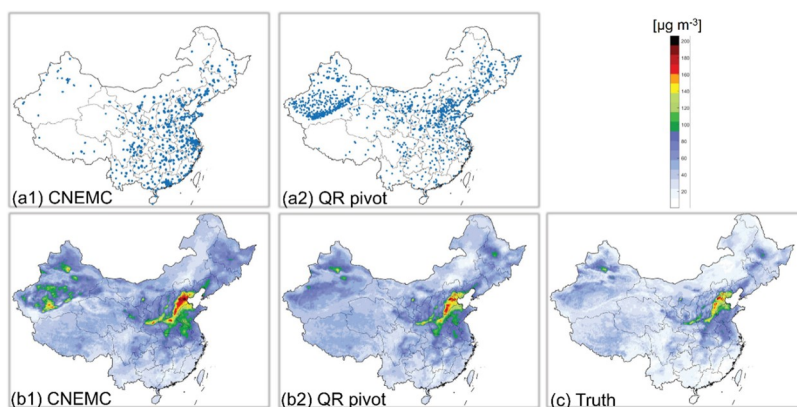 [µg m-3]
200
180
160
140
120
100
80
60
40
20
(a1) CNEMC
(a2) QR pivot
(b1) CNEMC
(b2) QR pivot
(c) Truth